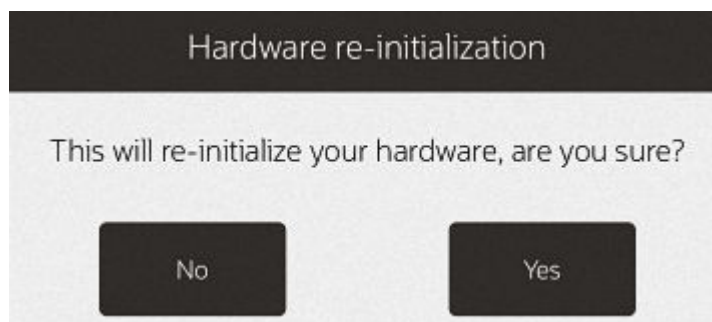 Hardware re-initialization
This will re-initialize your hardware, are you sure?
No
Yes